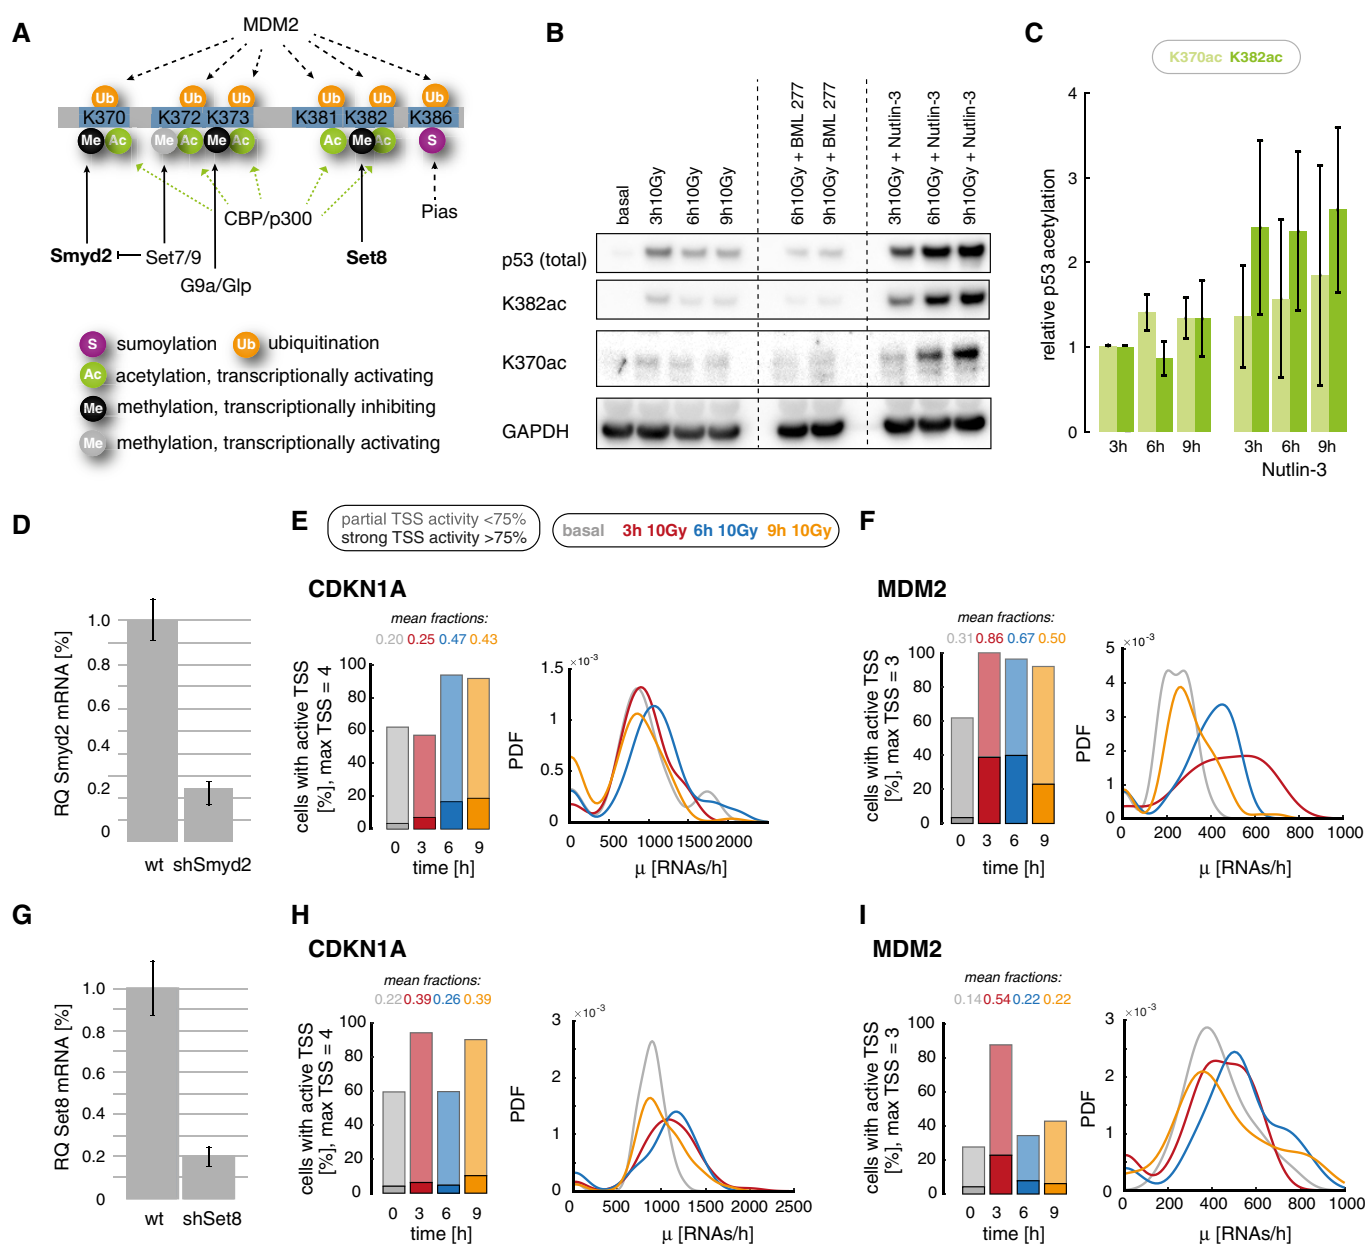 A
MDM2
Ub Ub Ub Ub Ub Ub
K370 K372 K373 K381 K382 K386
Me Ac Me Ac Me Ac Ac Me Ac S
CBP/p300
Pias
Smyd2 Set7/9 Set8
G9a/Glp
S sumoylation Ub ubiquitination
Ac acetylation, transcriptionally activating
Me methylation, transcriptionally inhibiting
Me methylation, transcriptionally activating
B
basal
3h10Gy
6h10Gy
9h10Gy
6h10Gy + BML 277
9h10Gy + BML 277
3h10Gy + Nutlin-3
6h10Gy + Nutlin-3
9h10Gy + Nutlin-3
p53 (total)
K382ac
K370ac
GAPDH
C
K370ac K382ac
relative p53 acetylation
4
3
2
1
0
3h 6h 9h 3h 6h 9h
Nutlin-3
D
RQ Smyd2 mRNA [%]
1.0
0.8
0.6
0.4
0.2
0
wt shSmyd2
E
partial TSS activity <75%
strong TSS activity >75%
basal 3h 10Gy 6h 10Gy 9h 10Gy
CDKN1A
mean fractions:
0.20 0.25 0.47 0.43
cells with active TSS
[%], max TSS = 4
100
80
60
40
20
0
0 3 6 9
time [h]
×10⁻³
PDF
1.5
1
0.5
0
0 500 1000 1500 2000
μ [RNAs/h]
F
MDM2
mean fractions:
0.31 0.86 0.67 0.50
cells with active TSS
[%], max TSS = 3
100
80
60
40
20
0
0 3 6 9
time [h]
×10⁻³
PDF
5
4
3
2
1
0
0 200 400 600 800 1000
μ [RNAs/h]
G
RQ Set8 mRNA [%]
1.0
0.8
0.6
0.4
0.2
0
wt shSet8
H
CDKN1A
mean fractions:
0.22 0.39 0.26 0.39
cells with active TSS
[%], max TSS = 4
100
80
60
40
20
0
0 3 6 9
time [h]
×10⁻³
PDF
3
2
1
0
0 500 1000 1500 2000 2500
μ [RNAs/h]
I
MDM2
mean fractions:
0.14 0.54 0.22 0.22
cells with active TSS
[%], max TSS = 3
100
80
60
40
20
0
0 3 6 9
time [h]
×10⁻³
PDF
3
2
1
0
0 200 400 600 800 1000
μ [RNAs/h]